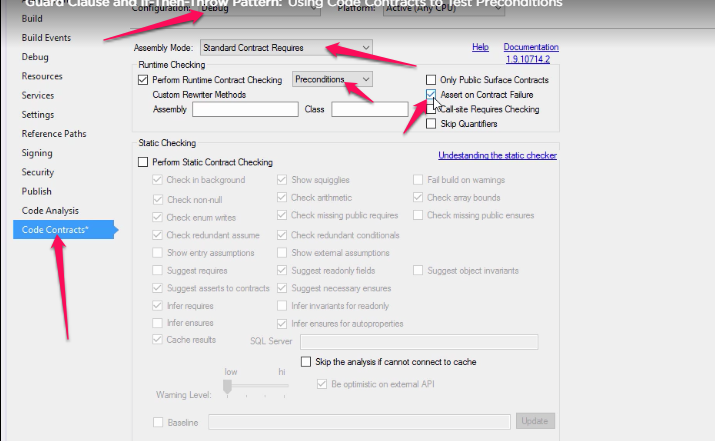 Guard Clause and If-Then-Throw Pattern: Using Code Contracts to Test Preconditions
Configuration: Debug Platform: Active (Any CPU)
Build
Build Events
Debug
Resources
Services
Settings
Reference Paths
Signing
Security
Publish
Code Analysis
Code Contracts*
Assembly Mode: Standard Contract Requires Help Documentation
1.9.10714.2
Runtime Checking
Perform Runtime Contract Checking Preconditions Only Public Surface Contracts
Custom Rewriter Methods Assert on Contract Failure
Assembly Class Call-site Requires Checking
Skip Quantifiers
Static Checking
Understanding the static checker
Perform Static Contract Checking
Check in background Show squigglies Fail build on warnings
Check non-null Check arithmetic Check array bounds
Check enum writes Check missing public requires Check missing public ensures
Check redundant assume Check redundant conditionals
Show entry assumptions Show external assumptions
Suggest requires Suggest readonly fields Suggest object invariants
Suggest asserts to contracts Suggest necessary ensures
Infer requires Infer invariants for readonly
Infer ensures Infer ensures for autoproperties
Cache results SQL Server
Skip the analysis if cannot connect to cache
low hi
Warning Level: Be optimistic on external API
Baseline Update